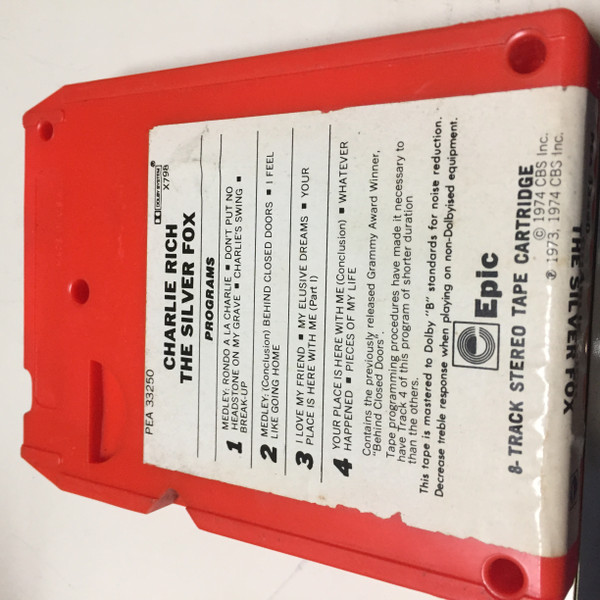 DOLBY SYSTEM ®
PEA 33250
X798
CHARLIE RICH
THE SILVER FOX
PROGRAMS
1 MEDLEY: RONDO A LA CHARLIE ■ DON'T PUT NO
HEADSTONE ON MY GRAVE ■ CHARLIE'S SWING ■
BREAK-UP
2 MEDLEY: (Conclusion) BEHIND CLOSED DOORS ■ I FEEL
LIKE GOING HOME
3 I LOVE MY FRIEND ■ MY ELUSIVE DREAMS ■ YOUR
PLACE IS HERE WITH ME (Part I)
4 YOUR PLACE IS HERE WITH ME (Conclusion) ■ WHATEVER
HAPPENED ■ PIECES OF MY LIFE
Contains the previously released Grammy Award Winner,
"Behind Closed Doors".
Tape programming procedures have made it necessary to
have Track 4 of this program of shorter duration
than the others.
This tape is mastered to Dolby "B" standards for noise reduction.
Decrease treble response when playing on non-Dolbyised equipment.
Epic
8-TRACK STEREO TAPE CARTRIDGE
© 1974 CBS Inc.
℗ 1973, 1974 CBS Inc.
THE SILVER FOX